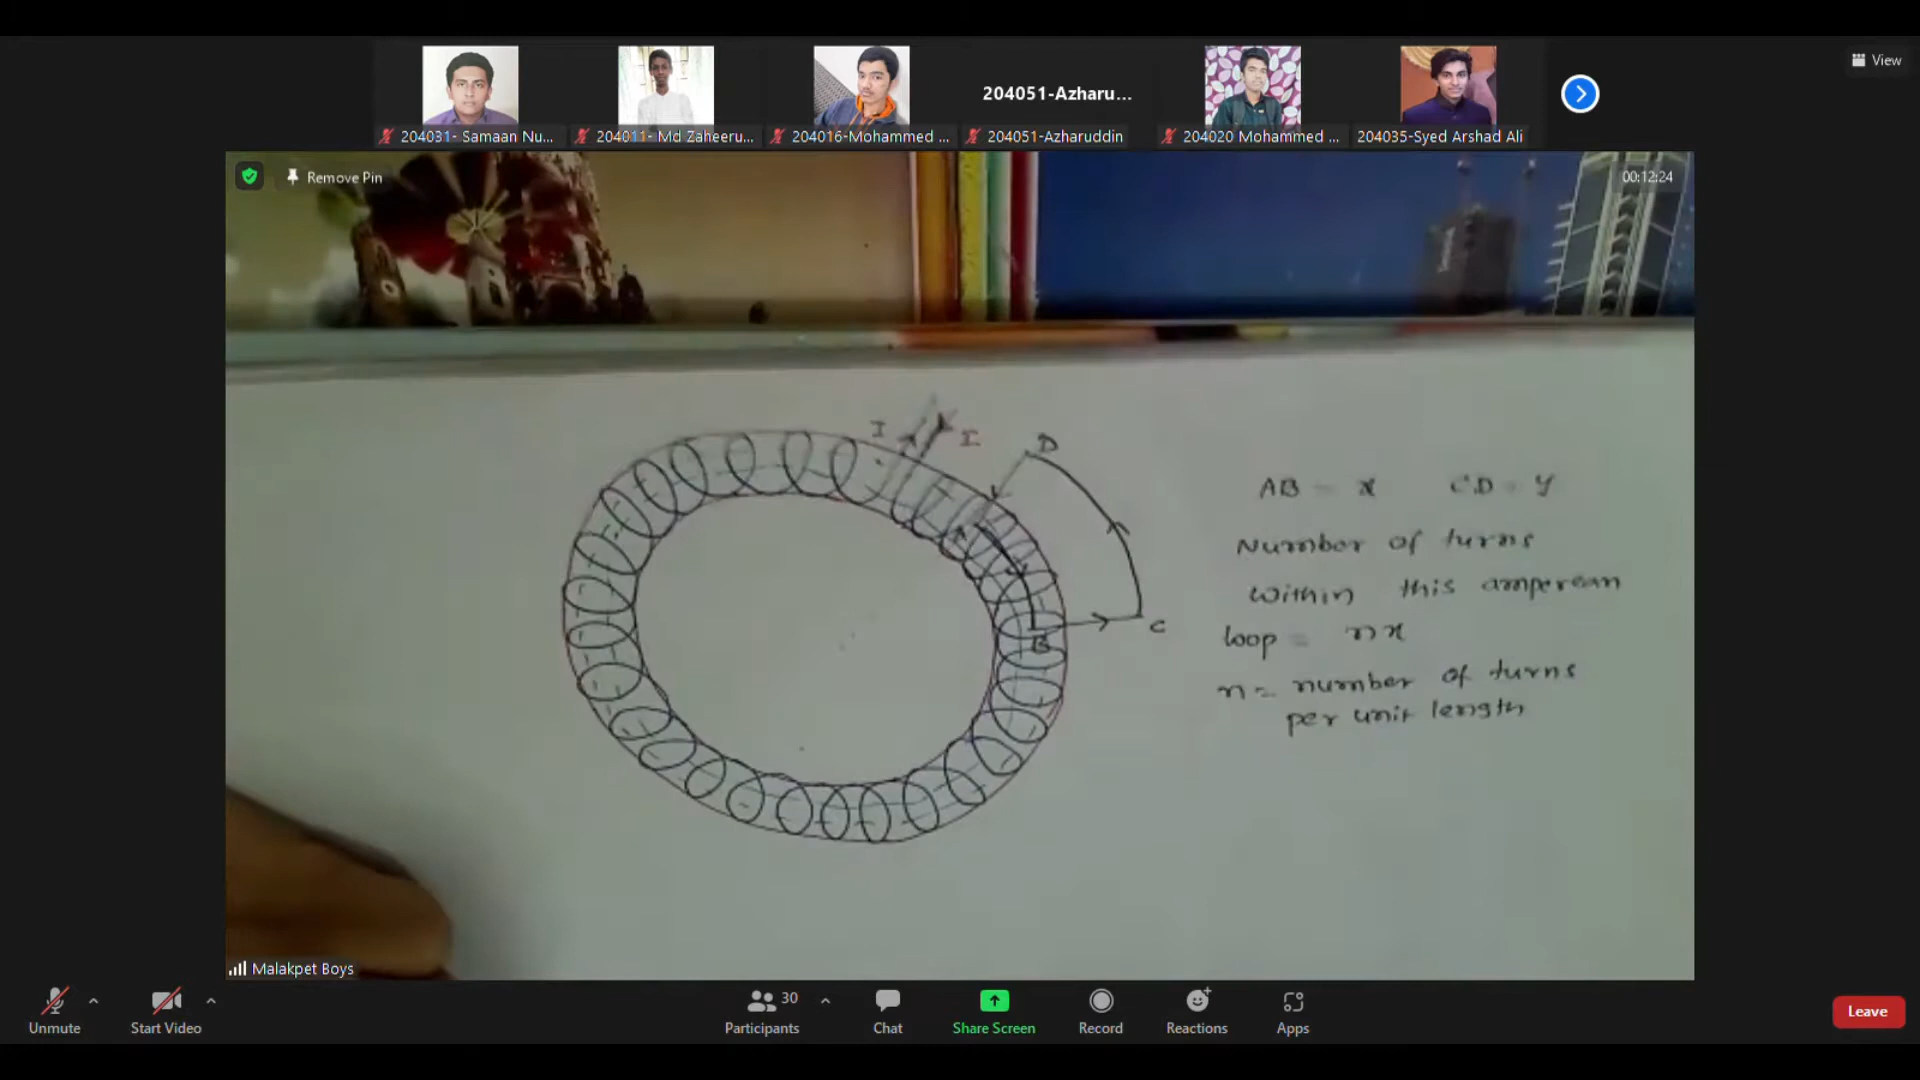 204051-Azharu...
View
204031- Samaan Nu...
204011- Md Zaheeru...
204016-Mohammed ...
204051-Azharuddin
204020 Mohammed ...
204035-Syed Arshad Ali
Remove Pin
00:12:24
I
I
D
AB = x CD = y
Number of turns
within this amperean
loop = nx
C
B
n = number of turns
per unit length
Malakpet Boys
30
Unmute
Start Video
Participants
Chat
Share Screen
Record
Reactions
Apps
Leave